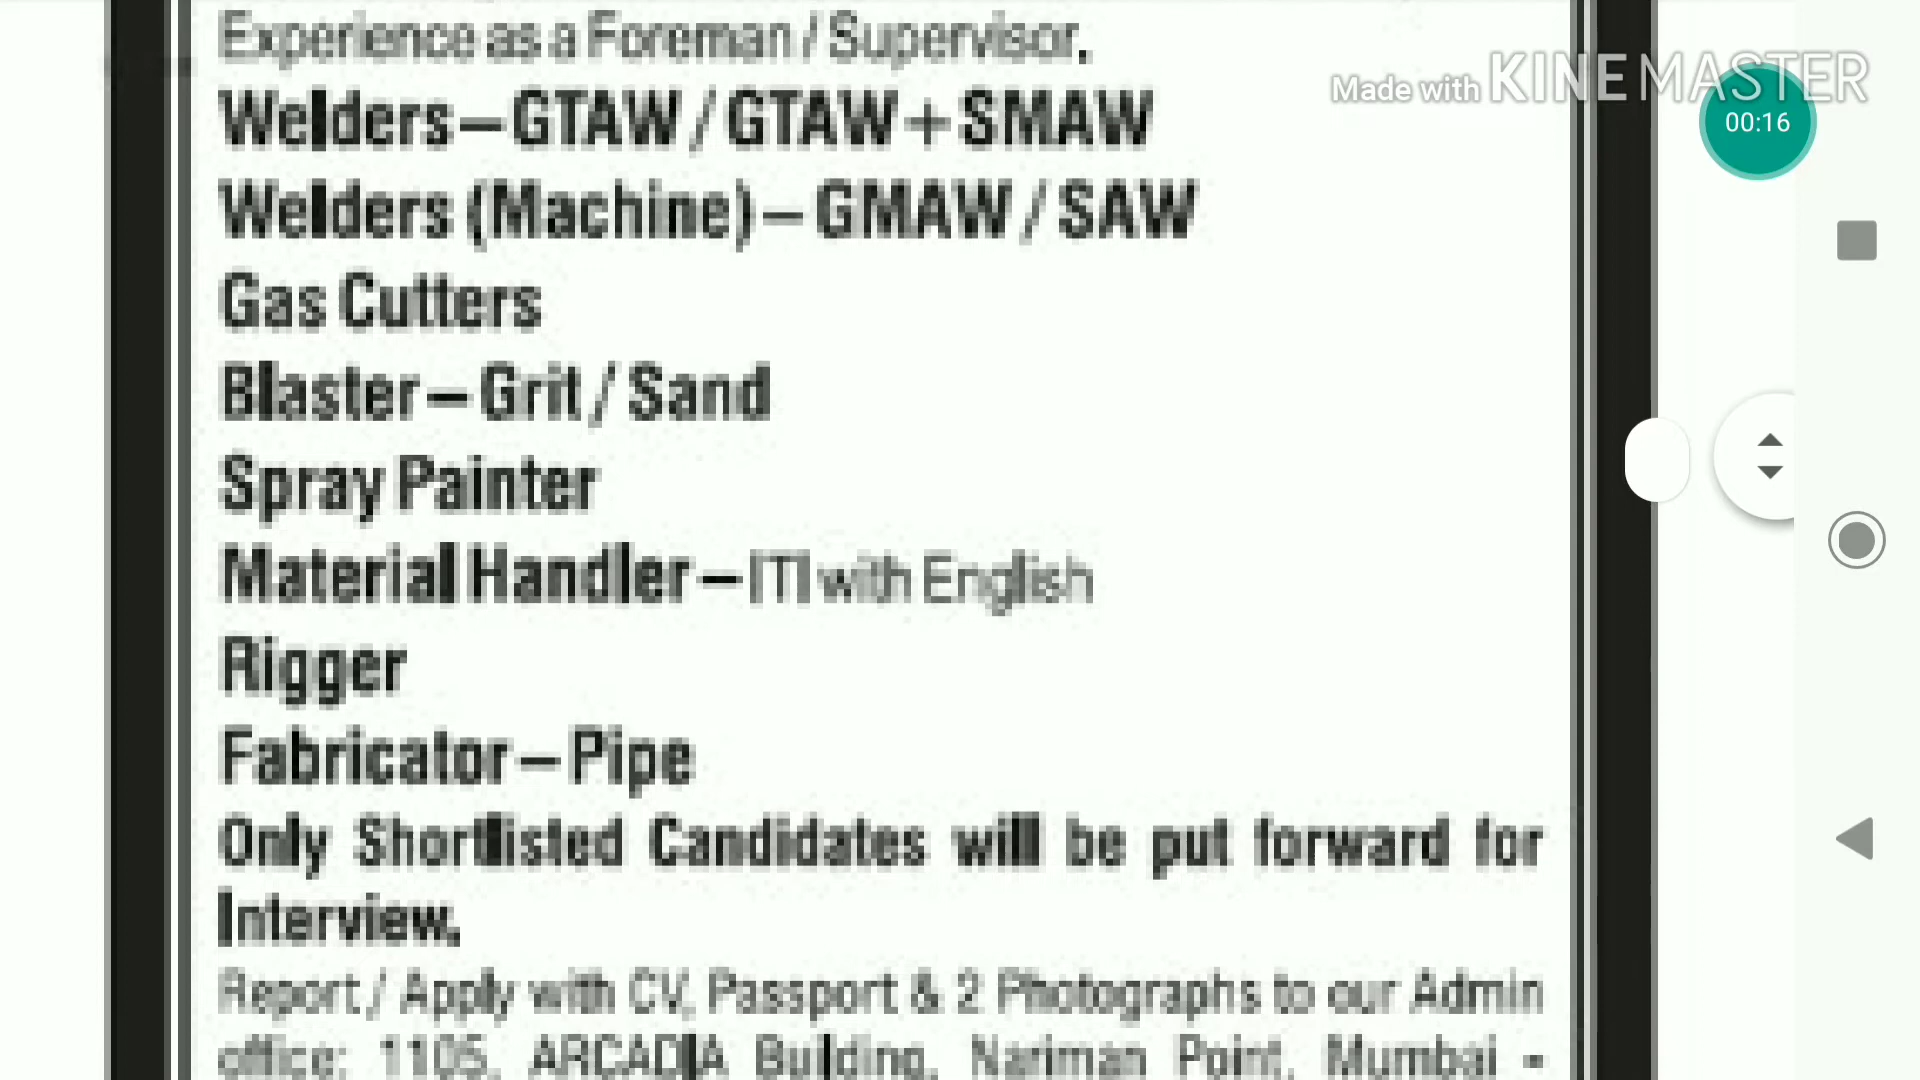 Experience as a Foreman / Supervisor.
Made with KINEMASTER
00:16
Welders – GTAW / GTAW + SMAW
Welders (Machine) – GMAW / SAW
Gas Cutters
Blaster – Grit / Sand
Spray Painter
Material Handler – ITI with English
Rigger
Fabricator – Pipe
Only Shortlisted Candidates will be put forward for
Interview.
Report / Apply with CV, Passport & 2 Photographs to our Admin
office: 1105, ARCADIA Building, Nariman Point, Mumbai -